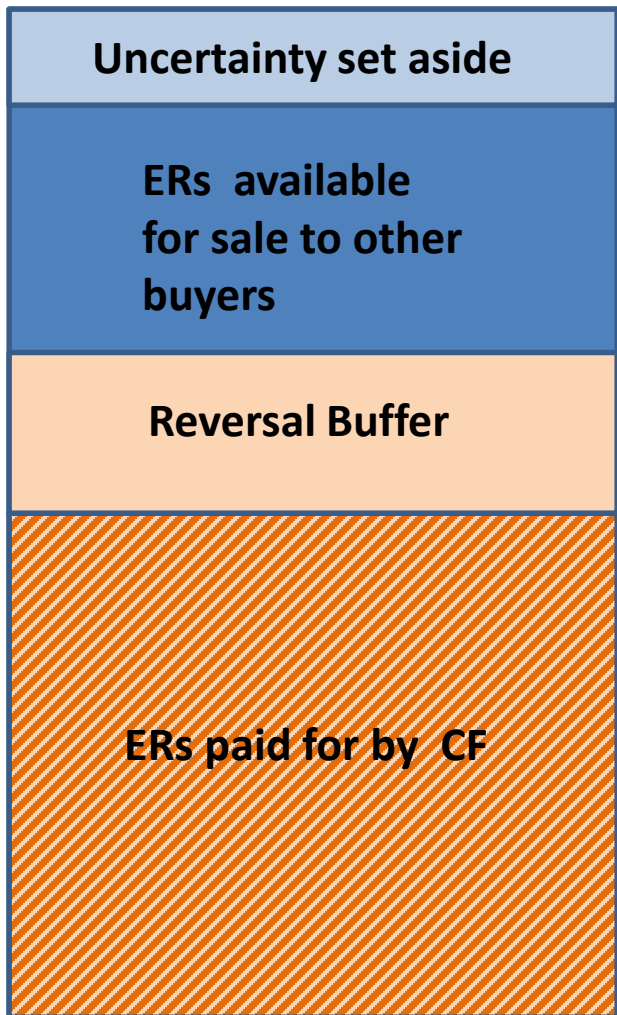 Uncertainty set aside
ERs available
for sale to other
buyers
Reversal Buffer
ERs paid for by CF